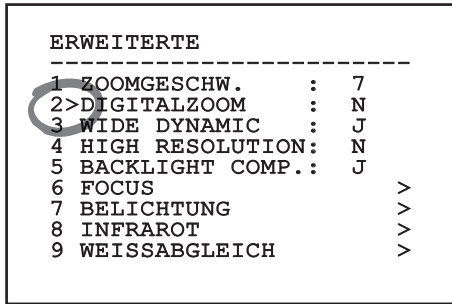 ERWEITERTE
-------------------------
1 ZOOMGESCHW. : 7
2>DIGITALZOOM : N
3 WIDE DYNAMIC : J
4 HIGH RESOLUTION: N
5 BACKLIGHT COMP.: J
6 FOCUS >
7 BELICHTUNG >
8 INFRAROT >
9 WEISSABGLEICH >